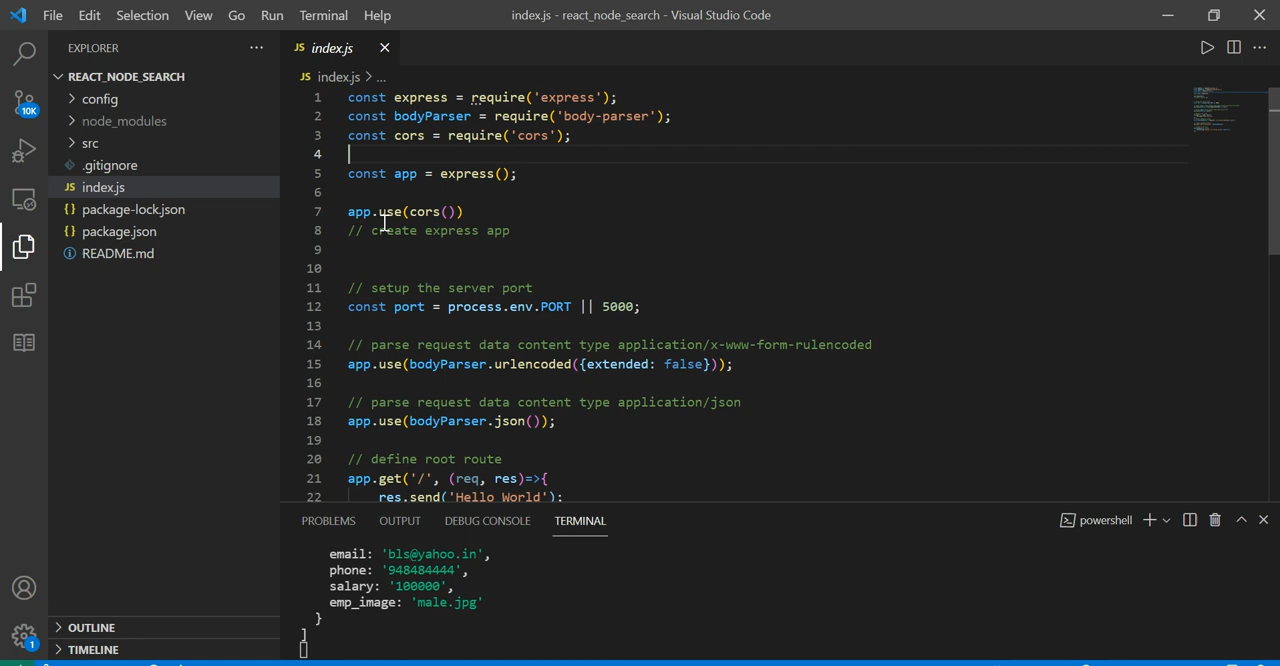 File Edit Selection View Go Run Terminal Help index.js - react_node_search - Visual Studio Code
EXPLORER ...
REACT_NODE_SEARCH
config
node_modules
src
.gitignore
JS index.js
{} package-lock.json
{} package.json
README.md
OUTLINE
TIMELINE
10K
1
JS index.js
JS index.js > ...
1 const express = require('express');
2 const bodyParser = require('body-parser');
3 const cors = require('cors');
4
5 const app = express();
6
7 app.use(cors())
8 // create express app
9
10
11 // setup the server port
12 const port = process.env.PORT || 5000;
13
14 // parse request data content type application/x-www-form-rulencoded
15 app.use(bodyParser.urlencoded({extended: false}));
16
17 // parse request data content type application/json
18 app.use(bodyParser.json());
19
20 // define root route
21 app.get('/', (req, res)=>{
22 res.send('Hello World');
PROBLEMS OUTPUT DEBUG CONSOLE TERMINAL powershell
email: 'bls@yahoo.in',
phone: '948484444',
salary: '100000',
emp_image: 'male.jpg'
}
]